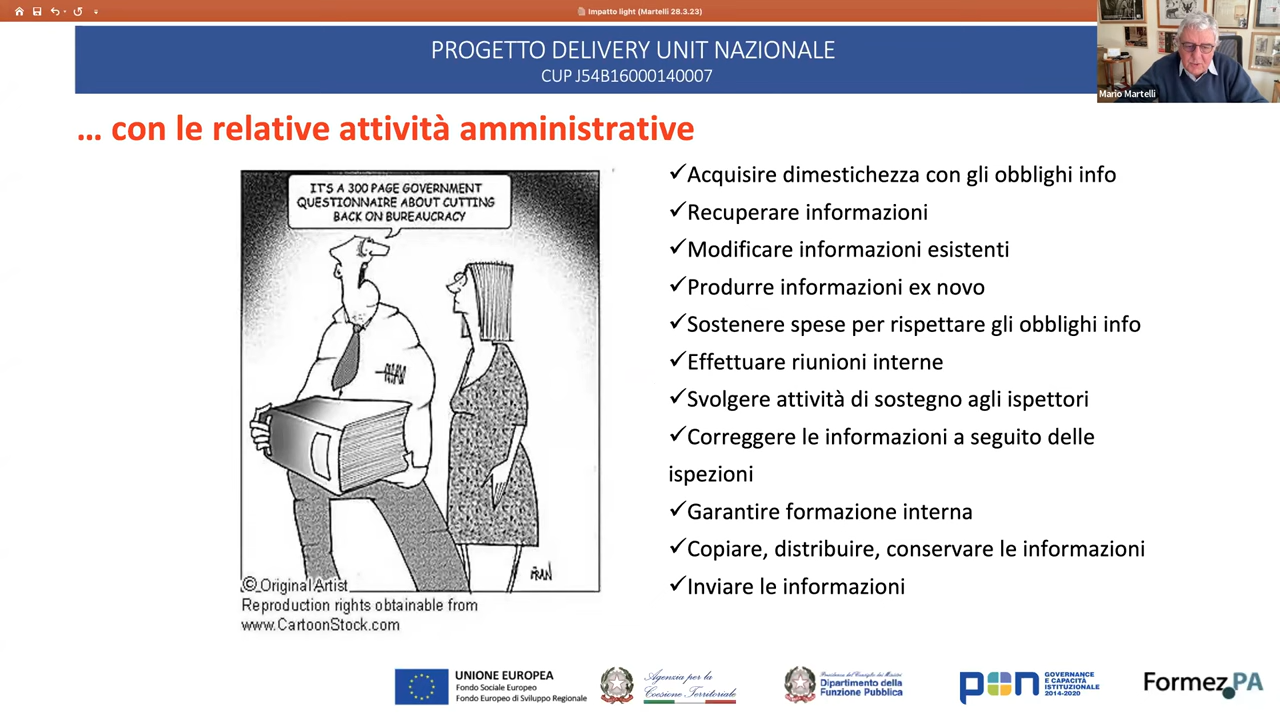 Impatto light (Martelli 28.3.23)
PROGETTO DELIVERY UNIT NAZIONALE
CUP J54B16000140007
Mario Martelli
... con le relative attività amministrative
IT'S A 300 PAGE GOVERNMENT
QUESTIONNAIRE ABOUT CUTTING
BACK ON BUREAUCRACY
© Original Artist
Reproduction rights obtainable from
www.CartoonStock.com
✓Acquisire dimestichezza con gli obblighi info
✓Recuperare informazioni
✓Modificare informazioni esistenti
✓Produrre informazioni ex novo
✓Sostenere spese per rispettare gli obblighi info
✓Effettuare riunioni interne
✓Svolgere attività di sostegno agli ispettori
✓Correggere le informazioni a seguito delle
ispezioni
✓Garantire formazione interna
✓Copiare, distribuire, conservare le informazioni
✓Inviare le informazioni
UNIONE EUROPEA
Fondo Sociale Europeo
Fondo Europeo di Sviluppo Regionale
Agenzia per la
Coesione Territoriale
Presidenza del Consiglio dei Ministri
Dipartimento della
Funzione Pubblica
pon
GOVERNANCE
E CAPACITÀ
ISTITUZIONALE
2014-2020
Formez PA